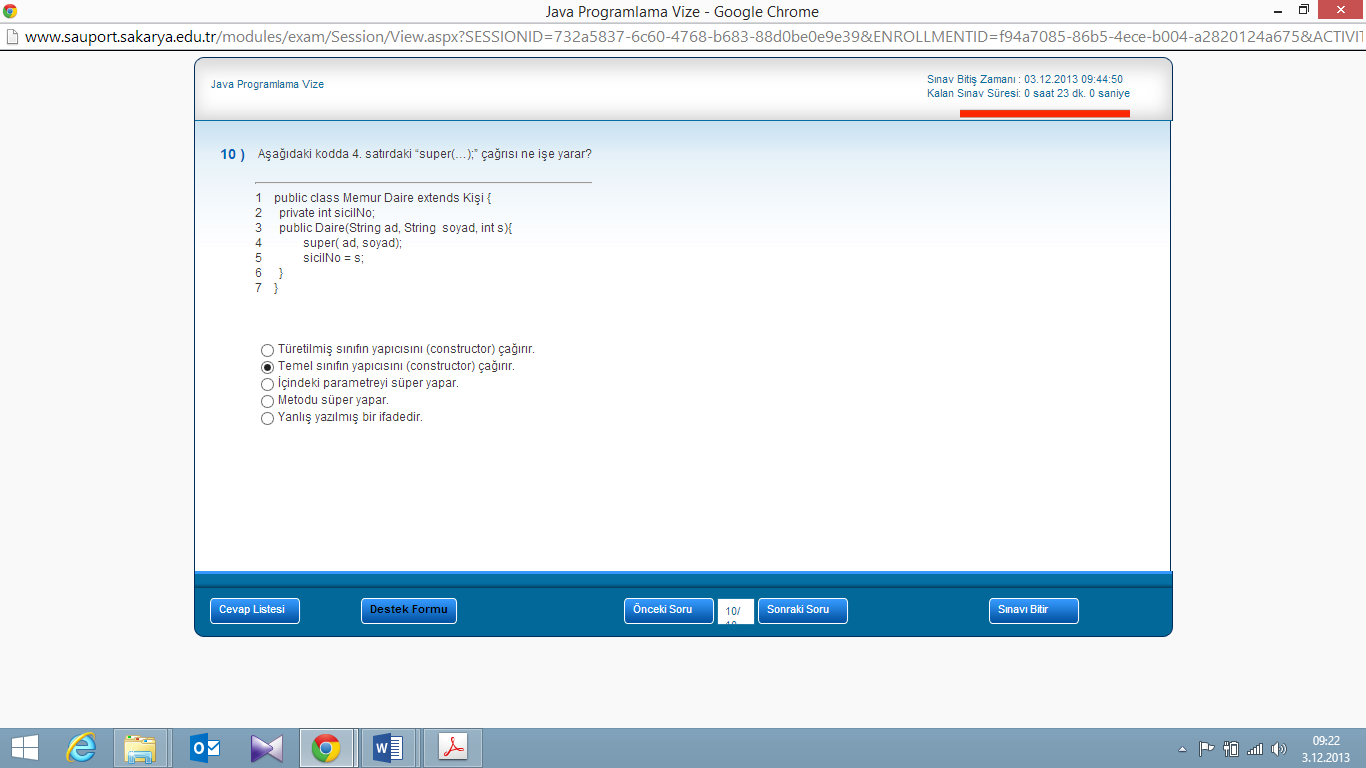 Java Programlama Vize - Google Chrome
www.sauport.sakarya.edu.tr/modules/exam/Session/View.aspx?SESSIONID=732a5837-6c60-4768-b683-88d0be0e9e39&ENROLLMENTID=f94a7085-86b5-4ece-b004-a2820124a675&ACTIVIT
Java Programlama Vize
Sınav Bitiş Zamanı : 03.12.2013 09:44:50
Kalan Sınav Süresi: 0 saat 23 dk. 0 saniye
10 ) Aşağıdaki kodda 4. satırdaki “super(…);” çağrısı ne işe yarar?
1 public class Memur Daire extends Kişi {
2 private int sicilNo;
3 public Daire(String ad, String soyad, int s){
4 super( ad, soyad);
5 sicilNo = s;
6 }
7 }
Türetilmiş sınıfın yapıcısını (constructor) çağırır.
Temel sınıfın yapıcısını (constructor) çağırır.
İçindeki parametreyi süper yapar.
Metodu süper yapar.
Yanlış yazılmış bir ifadedir.
Cevap Listesi
Destek Formu
Önceki Soru
10/
Sonraki Soru
Sınavı Bitir
09:22
3.12.2013